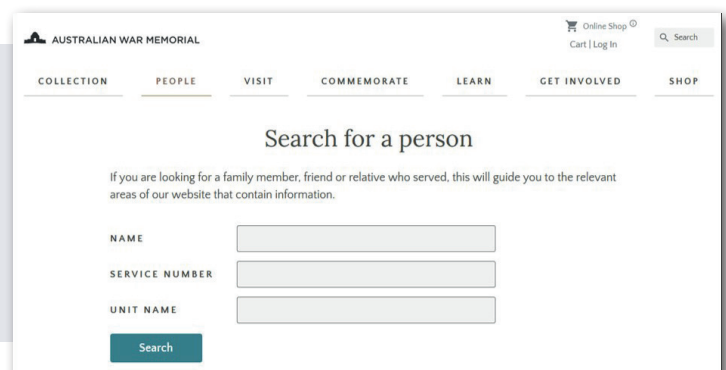 AUSTRALIAN WAR MEMORIAL
Online Shop
Cart | Log In
Search
COLLECTION PEOPLE VISIT COMMEMORATE LEARN GET INVOLVED SHOP
Search for a person
If you are looking for a family member, friend or relative who served, this will guide you to the relevant
areas of our website that contain information.
NAME
SERVICE NUMBER
UNIT NAME
Search